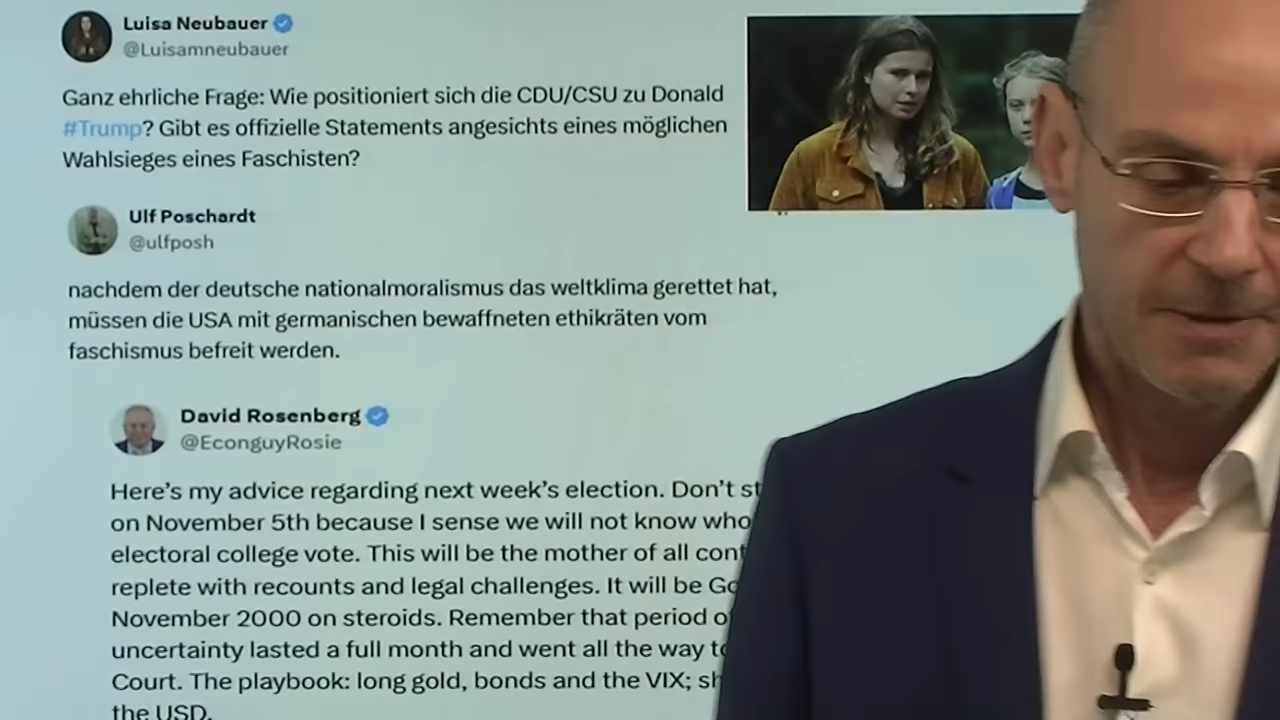 Luisa Neubauer
@Luisamneubauer
Ganz ehrliche Frage: Wie positioniert sich die CDU/CSU zu Donald
#Trump? Gibt es offizielle Statements angesichts eines möglichen
Wahlsieges eines Faschisten?
Ulf Poschardt
@ulfposh
nachdem der deutsche nationalmoralismus das weltklima gerettet hat,
müssen die USA mit germanischen bewaffneten ethikräten vom
faschismus befreit werden.
David Rosenberg
@EconguyRosie
Here's my advice regarding next week's election. Don't
on November 5th because I sense we will not know who
electoral college vote. This will be the mother of all
replete with recounts and legal challenges. It will be
November 2000 on steroids. Remember that period
uncertainty lasted a full month and went all the way
Court. The playbook: long gold, bonds and the VIX;
the USD.